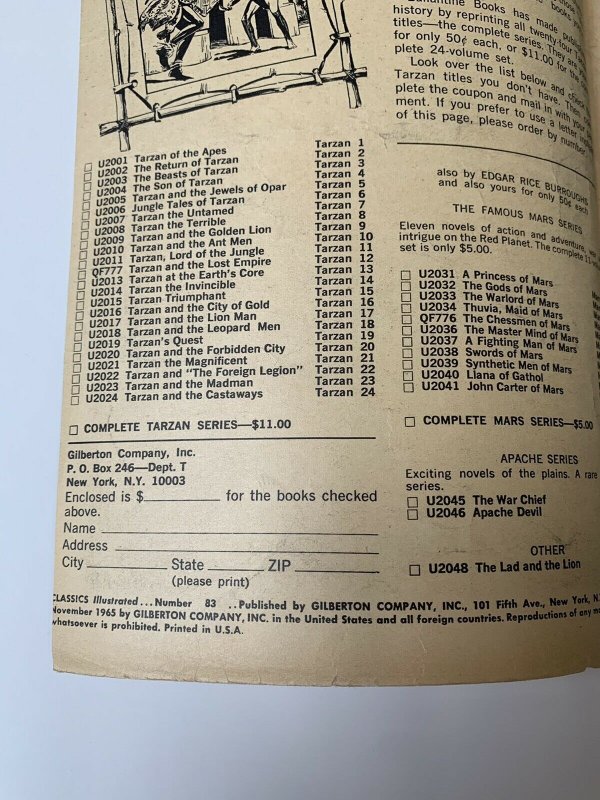 U2001 Tarzan of the Apes Tarzan 1
U2002 The Return of Tarzan Tarzan 2
U2003 The Beasts of Tarzan Tarzan 3
U2004 The Son of Tarzan Tarzan 4
U2005 Tarzan and the Jewels of Opar Tarzan 5
U2006 Jungle Tales of Tarzan Tarzan 6
U2007 Tarzan the Untamed Tarzan 7
U2008 Tarzan the Terrible Tarzan 8
U2009 Tarzan and the Golden Lion Tarzan 9
U2010 Tarzan and the Ant Men Tarzan 10
U2011 Tarzan, Lord of the Jungle Tarzan 11
QF777 Tarzan and the Lost Empire Tarzan 12
U2013 Tarzan at the Earth's Core Tarzan 13
U2014 Tarzan the Invincible Tarzan 14
U2015 Tarzan Triumphant Tarzan 15
U2016 Tarzan and the City of Gold Tarzan 16
U2017 Tarzan and the Lion Man Tarzan 17
U2018 Tarzan and the Leopard Men Tarzan 18
U2019 Tarzan's Quest Tarzan 19
U2020 Tarzan and the Forbidden City Tarzan 20
U2021 Tarzan the Magnificent Tarzan 21
U2022 Tarzan and "The Foreign Legion" Tarzan 22
U2023 Tarzan and the Madman Tarzan 23
U2024 Tarzan and the Castaways Tarzan 24
COMPLETE TARZAN SERIES—$11.00
Gilberton Company, Inc.
P. O. Box 246—Dept. T
New York, N.Y. 10003
Enclosed is $ for the books checked
above.
Name
Address
City State ZIP
(please print)
Books has made
history by reprinting all twenty-four
titles—the complete series. They are
for only 50¢ each, or $11.00 for the
plete 24-volume set.
Look over the list below and check
Tarzan titles you don't have. Then
plete the coupon and mail in with your
ment. If you prefer to use a letter
of this page, please order by number.
also by EDGAR RICE BURROUGHS
and also yours for only 50¢ each
THE FAMOUS MARS SERIES
Eleven novels of action and adventure,
intrigue on the Red Planet. The complete
set is only $5.00.
U2031 A Princess of Mars
U2032 The Gods of Mars
U2033 The Warlord of Mars
U2034 Thuvia, Maid of Mars
QF776 The Chessmen of Mars
U2036 The Master Mind of Mars
U2037 A Fighting Man of Mars
U2038 Swords of Mars
U2039 Synthetic Men of Mars
U2040 Llana of Gathol
U2041 John Carter of Mars
COMPLETE MARS SERIES—$5.00
APACHE SERIES
Exciting novels of the plains. A rare
series.
U2045 The War Chief
U2046 Apache Devil
OTHER
U2048 The Lad and the Lion
CLASSICS Illustrated...Number 83 ..Published by GILBERTON COMPANY, INC., 101 Fifth Ave., New York, N.
November 1965 by GILBERTON COMPANY, INC. in the United States and all foreign countries. Reproductions of any
whatsoever is prohibited. Printed in U.S.A.